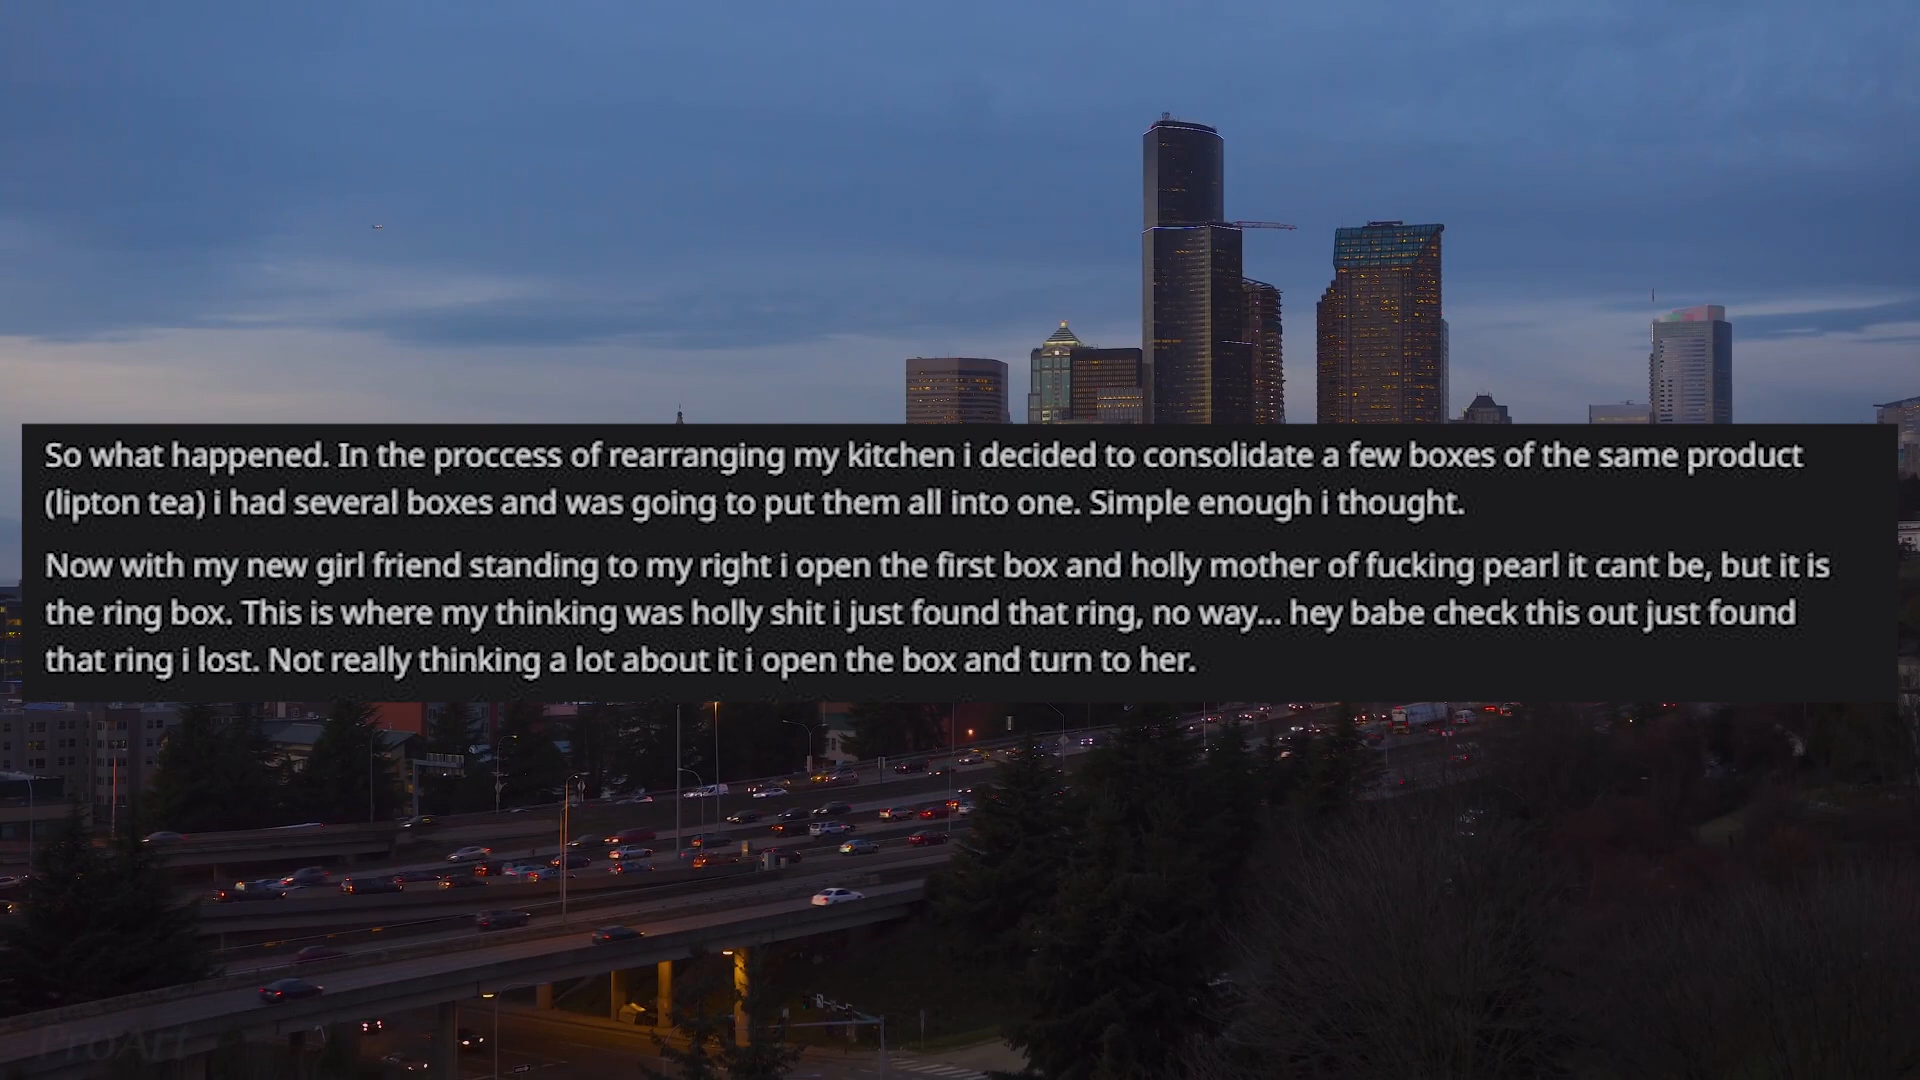 So what happened. In the proccess of rearranging my kitchen i decided to consolidate a few boxes of the same product
(lipton tea) i had several boxes and was going to put them all into one. Simple enough i thought.
Now with my new girl friend standing to my right i open the first box and holly mother of fucking pearl it cant be, but it is
the ring box. This is where my thinking was holly shit i just found that ring, no way... hey babe check this out just found
that ring i lost. Not really thinking a lot about it i open the box and turn to her.
ProArt